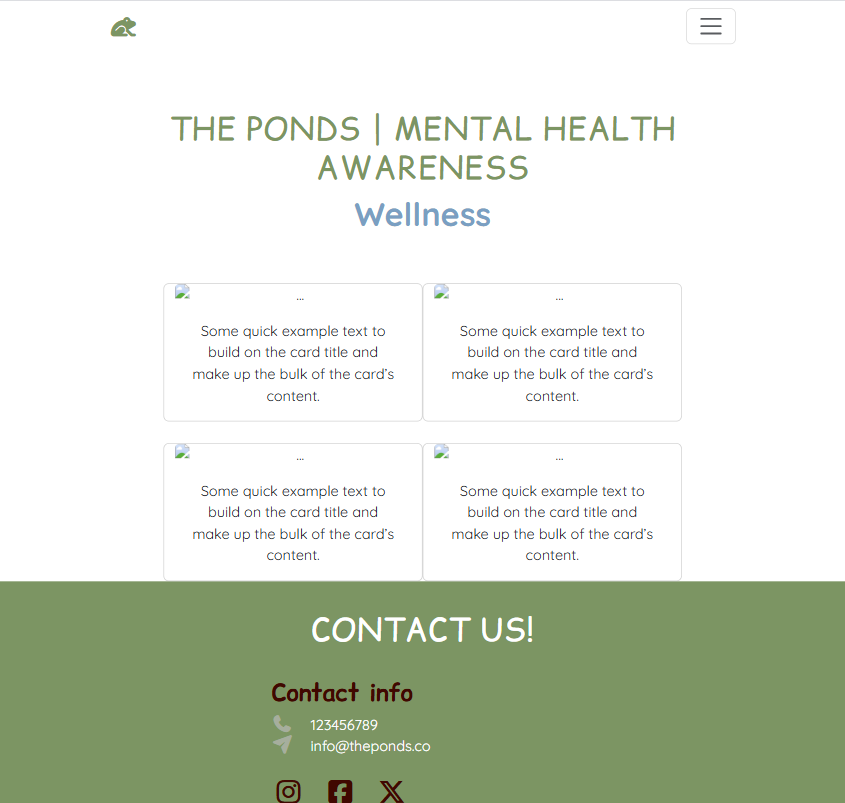 THE PONDS | MENTAL HEALTH
AWARENESS
Wellness
...
Some quick example text to
build on the card title and
make up the bulk of the card’s
content.
...
Some quick example text to
build on the card title and
make up the bulk of the card’s
content.
...
Some quick example text to
build on the card title and
make up the bulk of the card’s
content.
...
Some quick example text to
build on the card title and
make up the bulk of the card’s
content.
CONTACT US!
Contact info
123456789
info@theponds.co